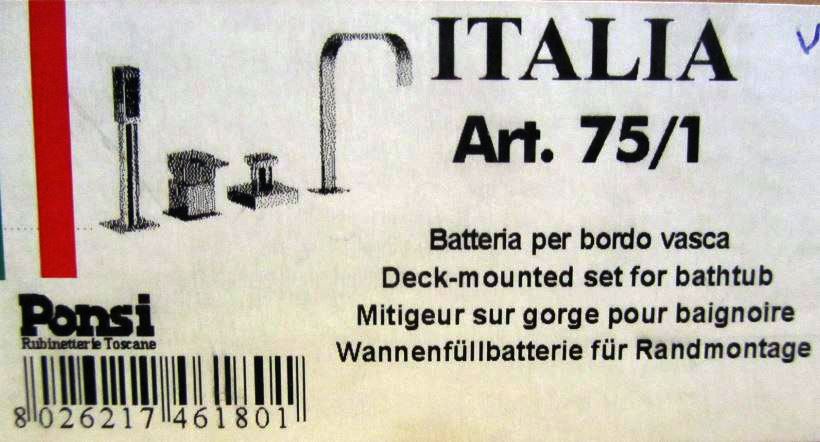 ITALIA
Art. 75/1
Batteria per bordo vasca
Deck-mounted set for bathtub
Mitigeur sur gorge pour baignoire
Wannenfüllbatterie für Randmontage
Ponsi
Rubinetterie Toscane
8 026217 461801